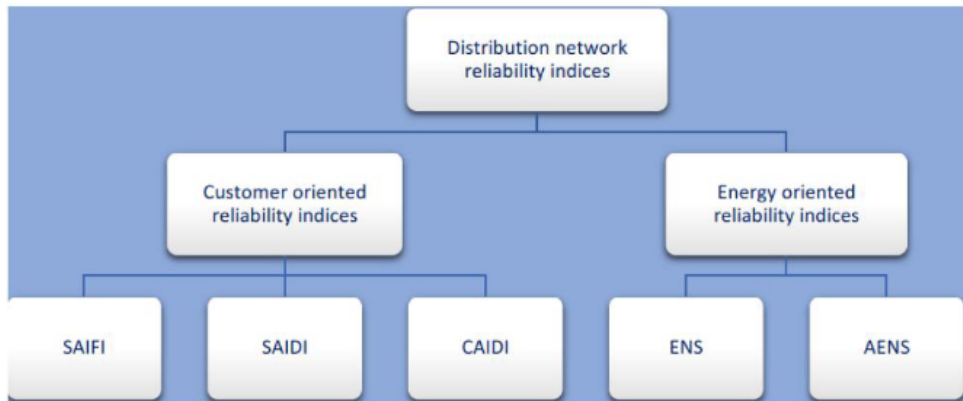 Distribution network
reliability indices
Customer oriented
reliability indices
Energy oriented
reliability indices
SAIFI
SAIDI
CAIDI
ENS
AENS